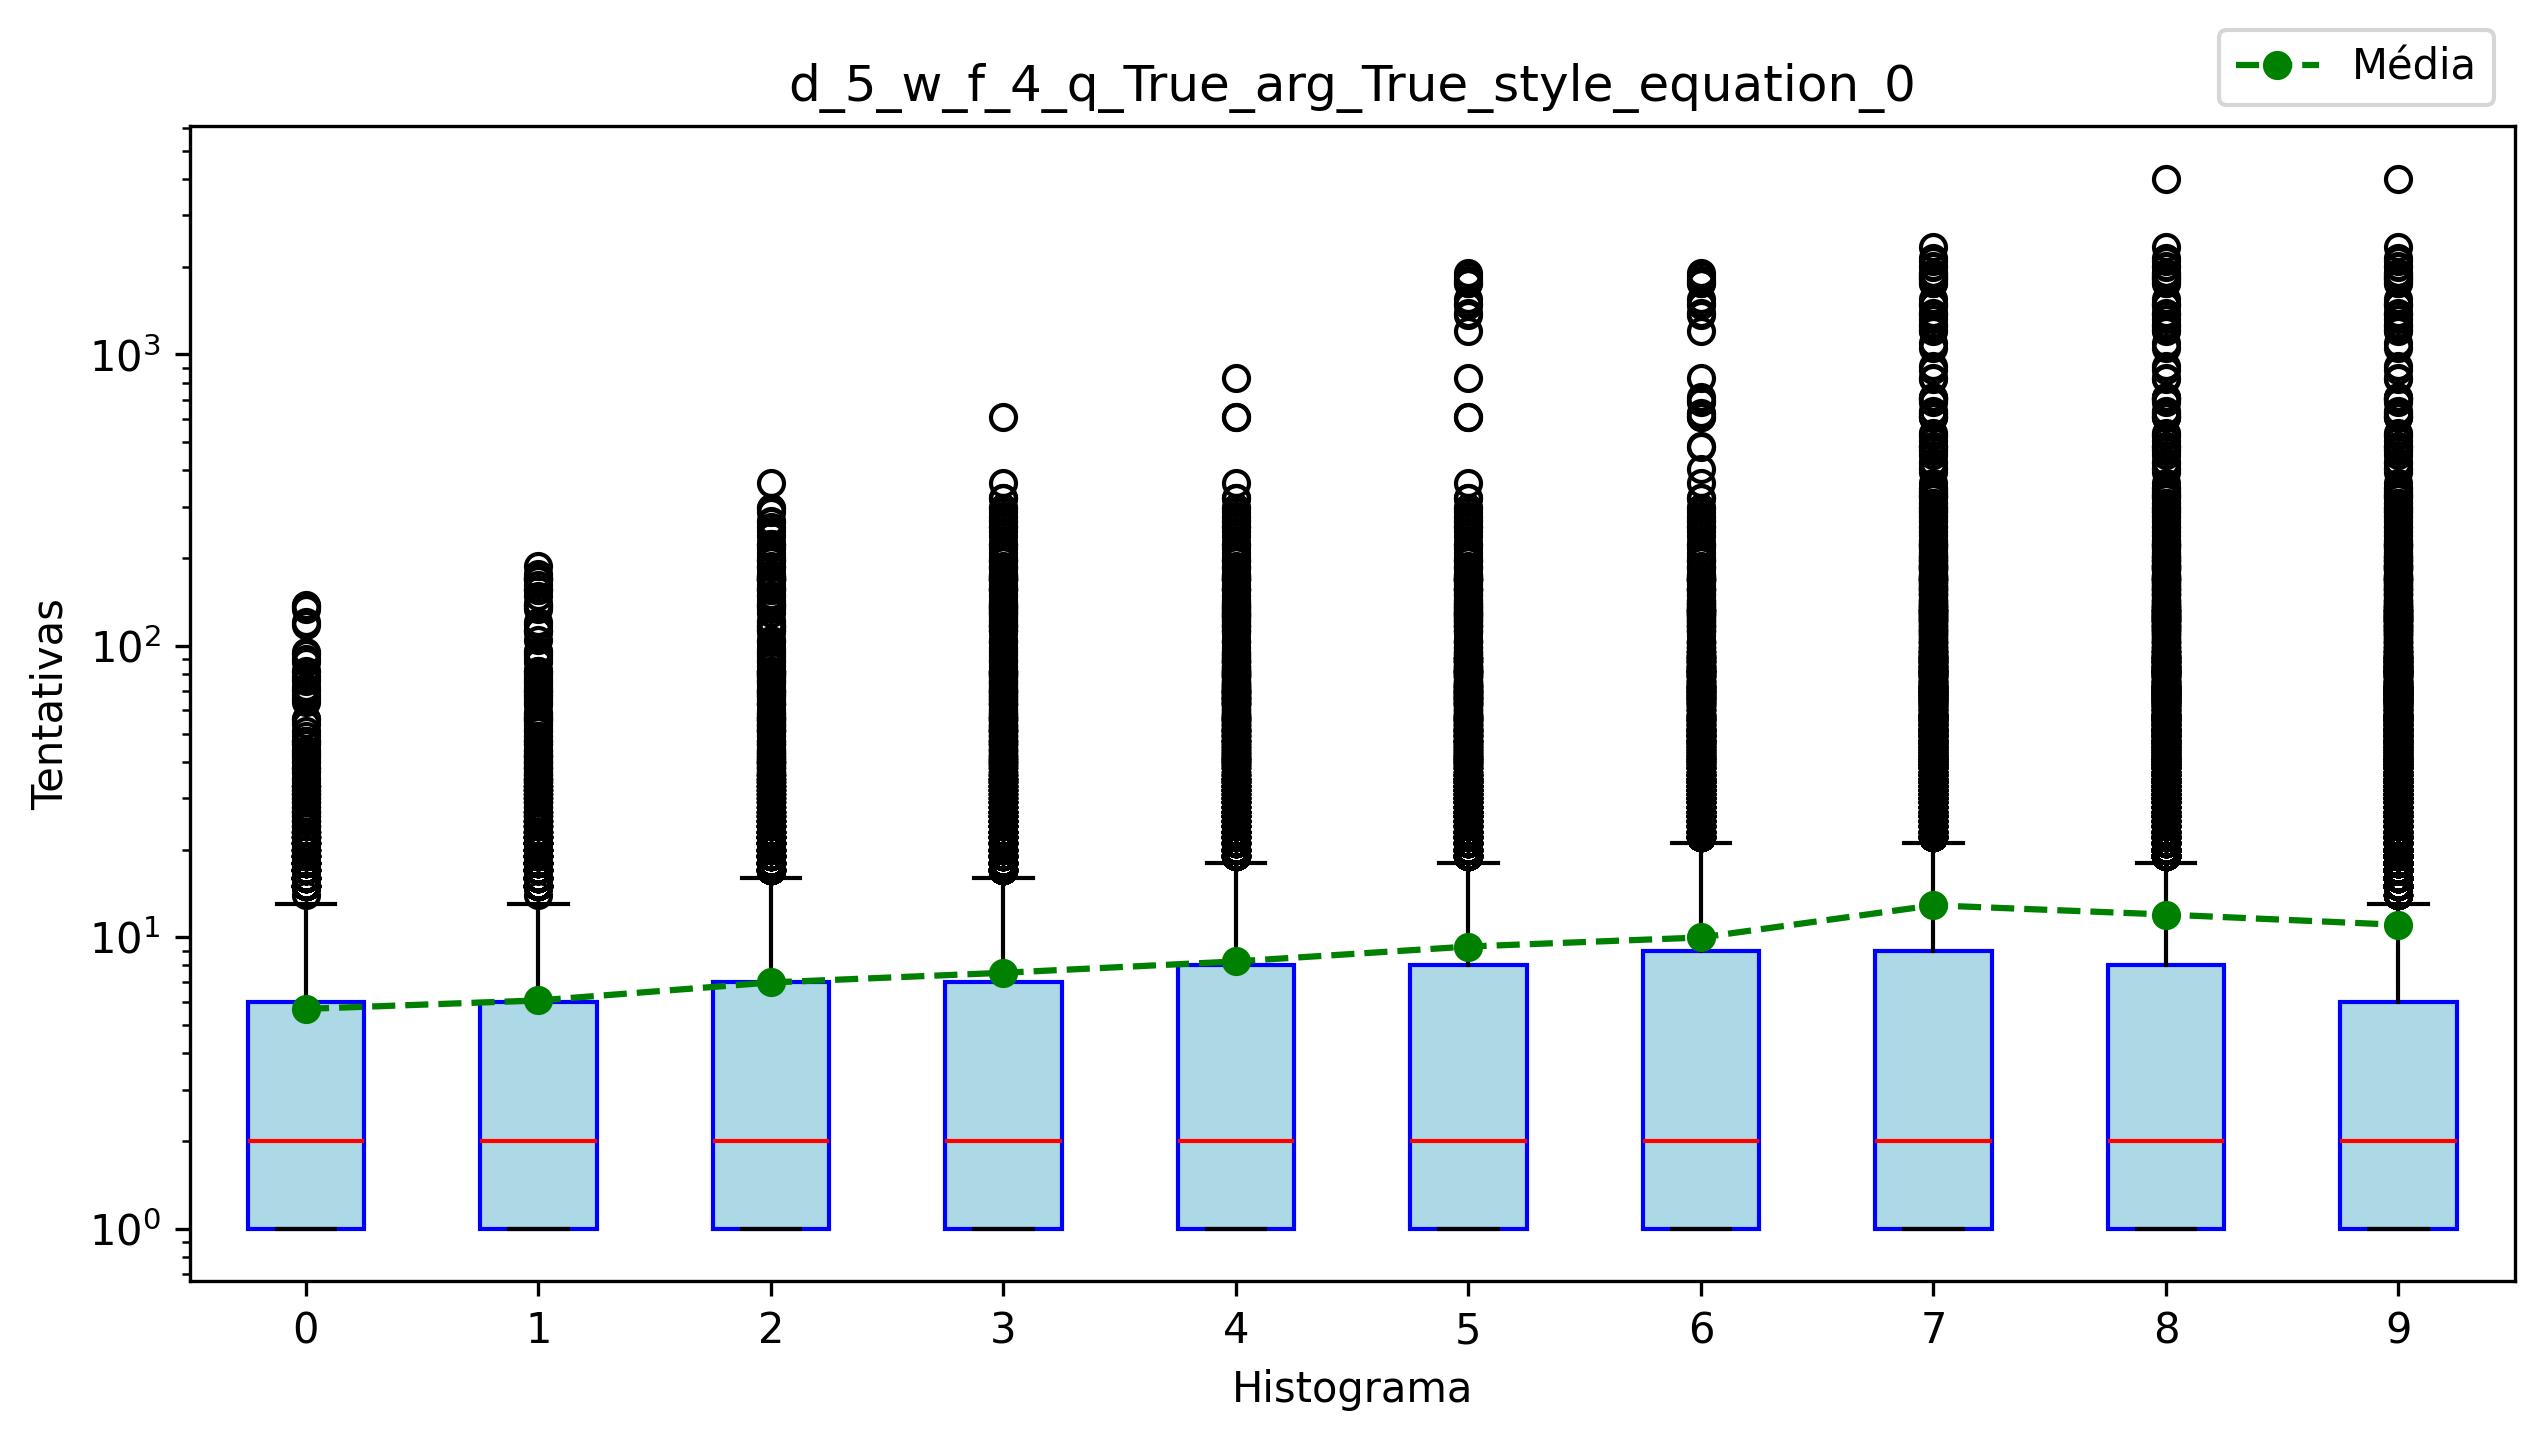 d_5_w_f_4_q_True_arg_True_style_equation_0
Média
Tentativas
10³
10²
10¹
10⁰
0 1 2 3 4 5 6 7 8 9
Histograma